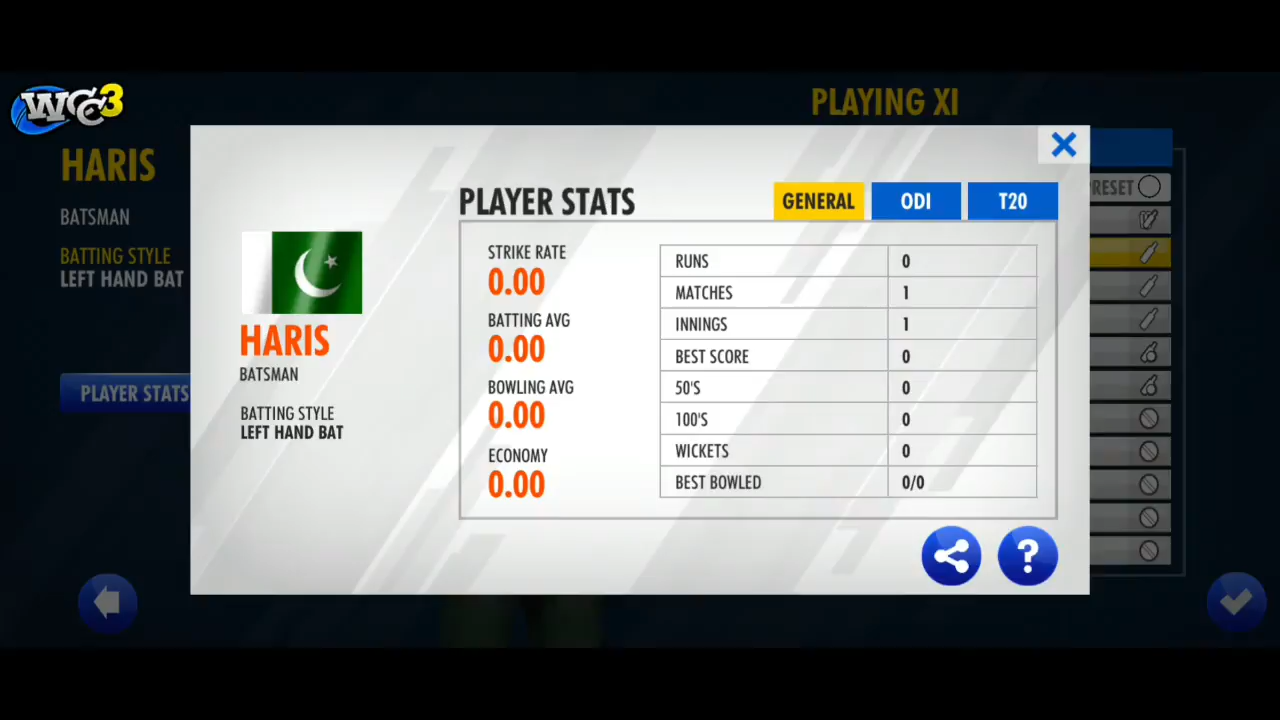 WCC3
PLAYING XI
HARIS
BATSMAN
BATTING STYLE
LEFT HAND BAT
PLAYER STATS
PRESET
HARIS
BATSMAN
BATTING STYLE
LEFT HAND BAT
PLAYER STATS
GENERAL
ODI
T20
STRIKE RATE
0.00
BATTING AVG
0.00
BOWLING AVG
0.00
ECONOMY
0.00
RUNS 0
MATCHES 1
INNINGS 1
BEST SCORE 0
50'S 0
100'S 0
WICKETS 0
BEST BOWLED 0/0
?